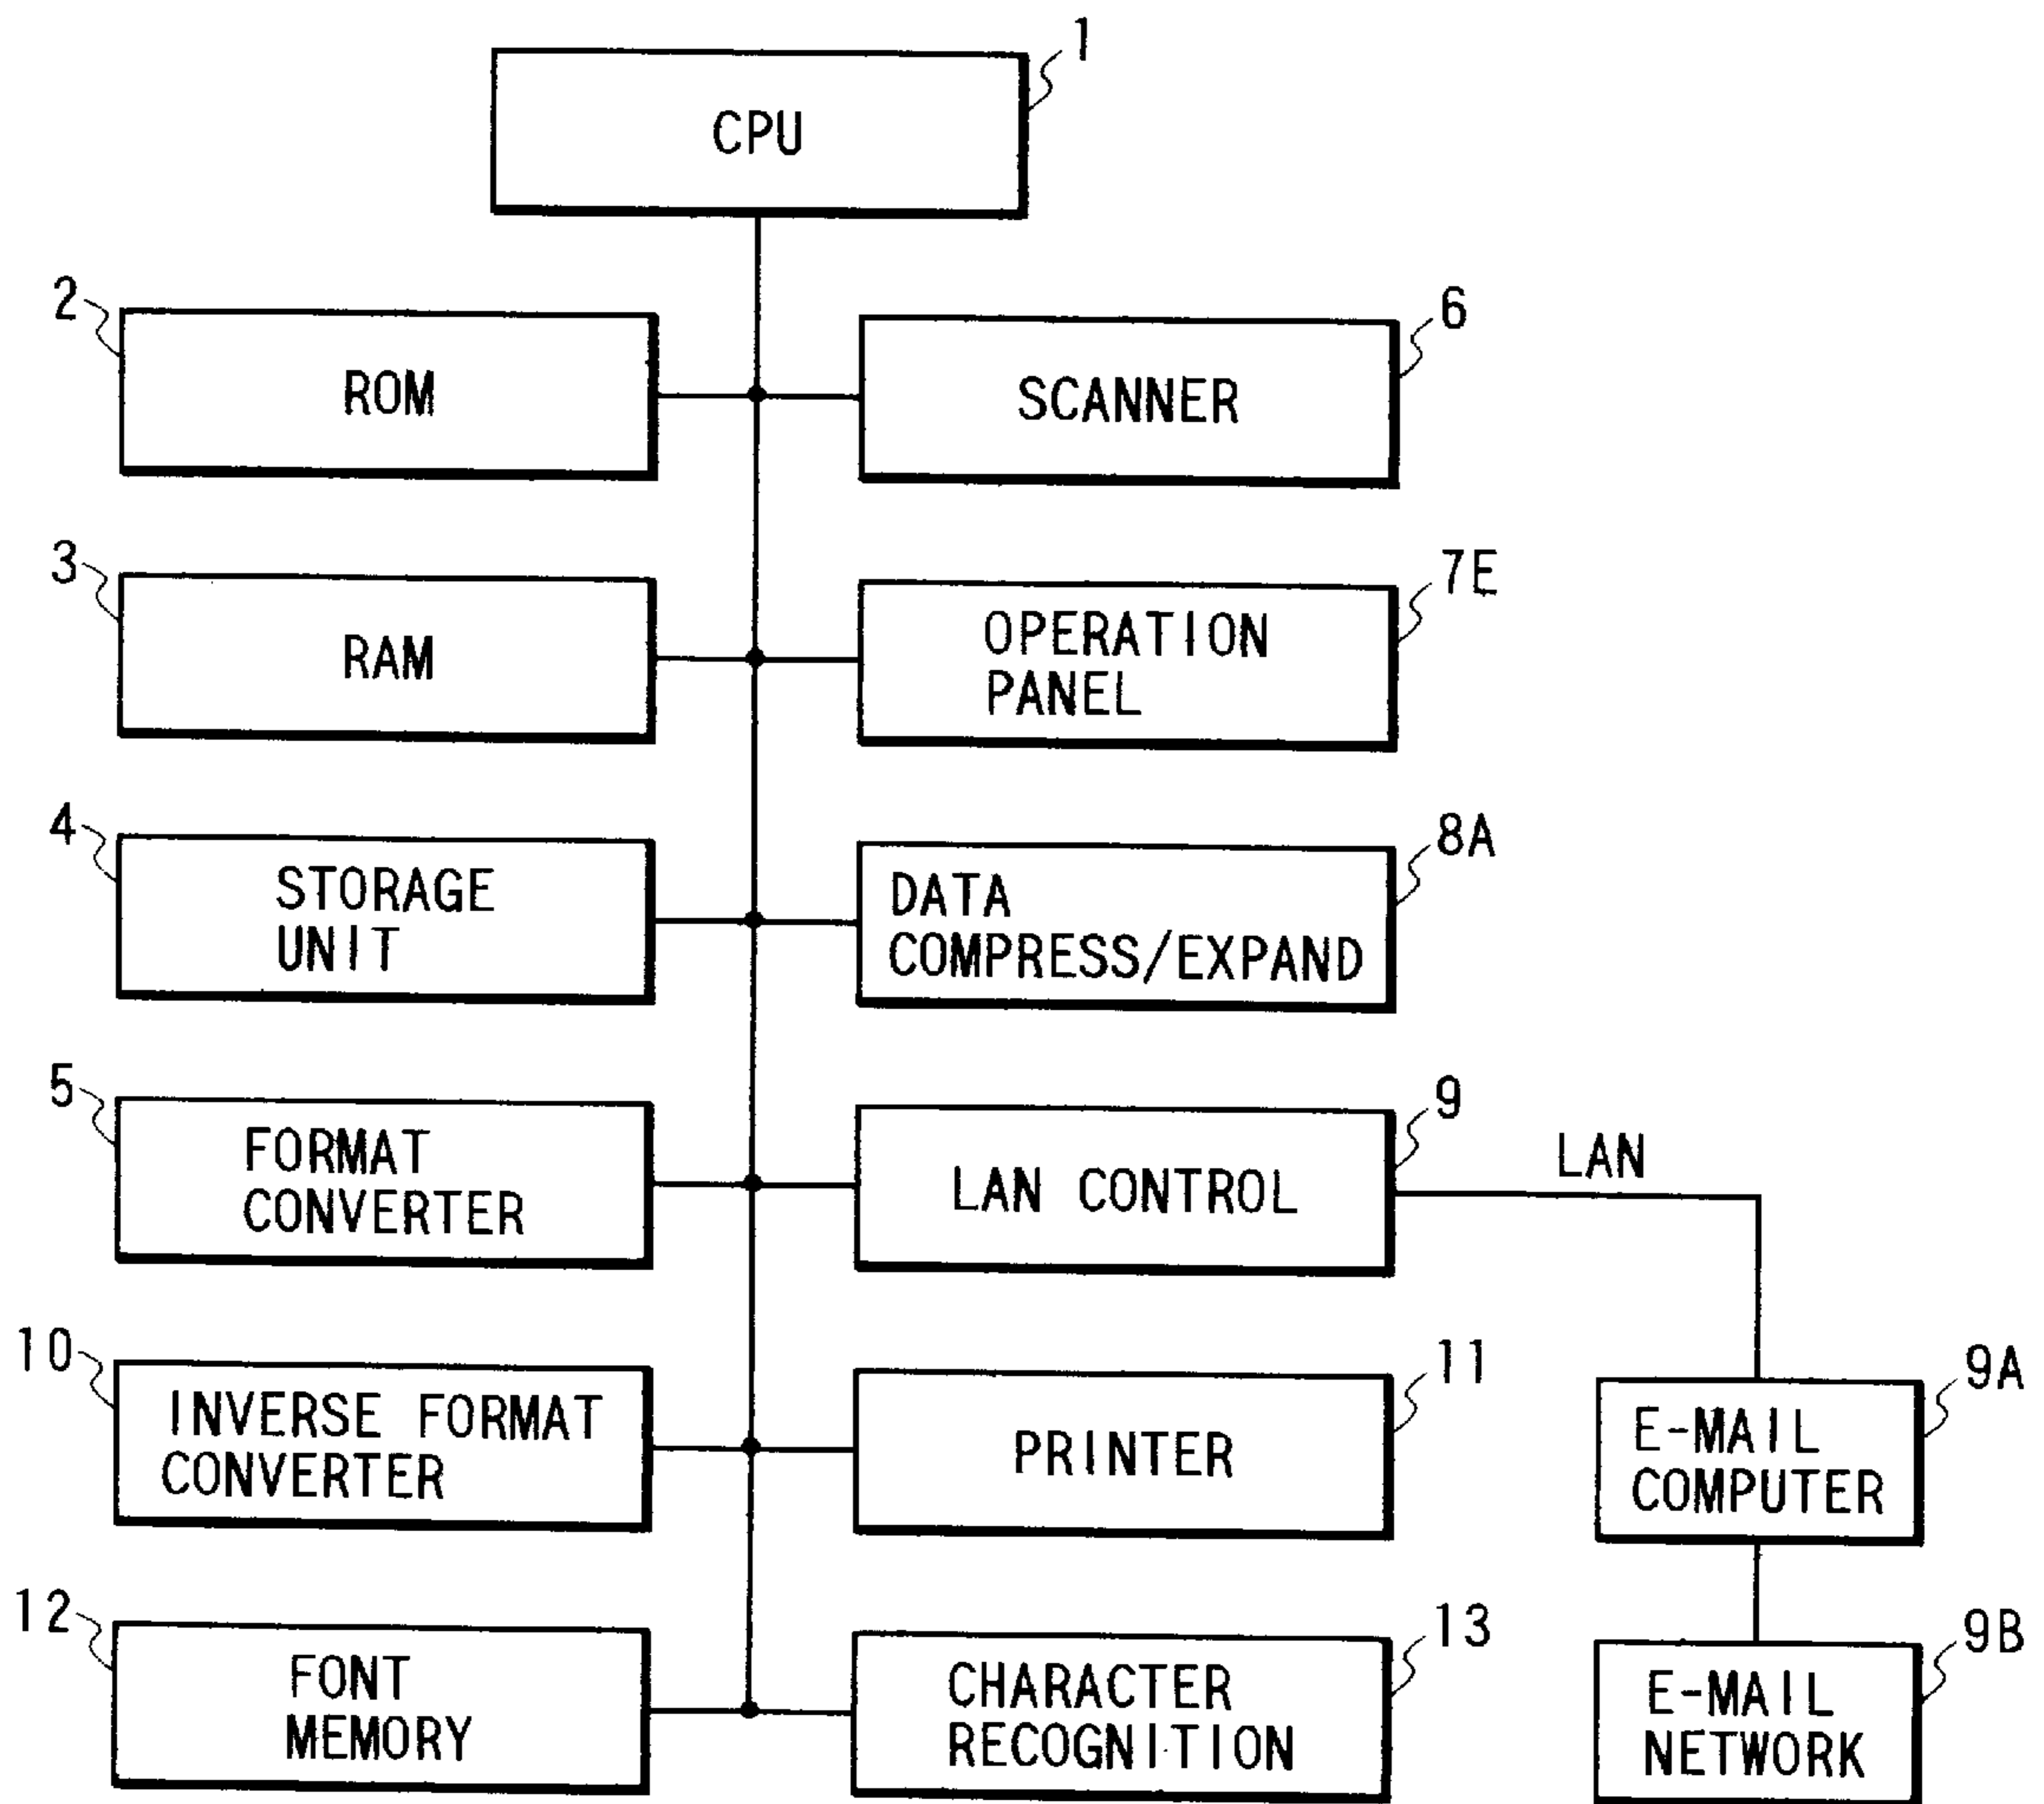 1
CPU
2
ROM
6
SCANNER
3
RAM
7E
OPERATION
PANEL
4
STORAGE
UNIT
8A
DATA
COMPRESS/EXPAND
5
FORMAT
CONVERTER
9
LAN CONTROL
LAN
10
INVERSE FORMAT
CONVERTER
11
PRINTER
9A
E-MAIL
COMPUTER
12
FONT
MEMORY
13
CHARACTER
RECOGNITION
9B
E-MAIL
NETWORK